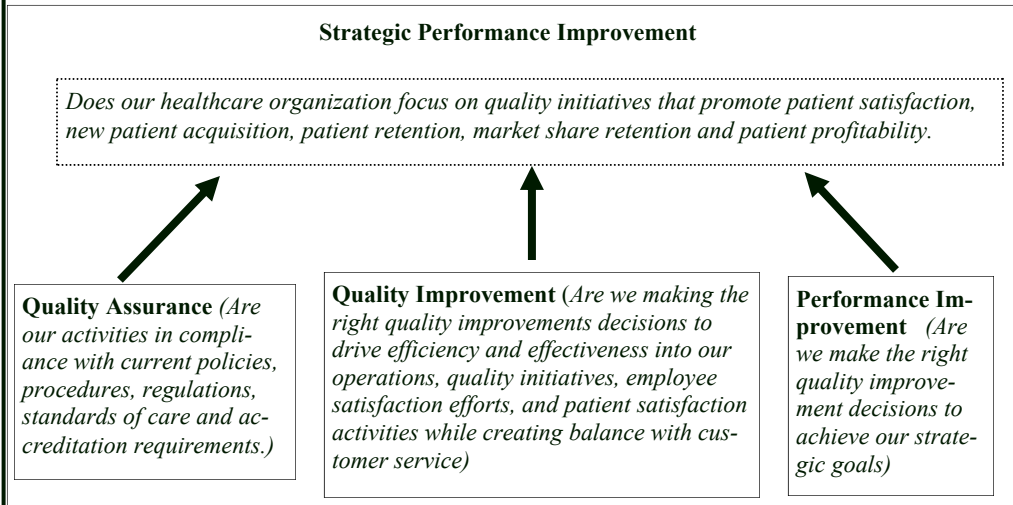 Strategic Performance Improvement
Does our healthcare organization focus on quality initiatives that promote patient satisfaction,
new patient acquisition, patient retention, market share retention and patient profitability.
Quality Assurance (Are
our activities in compli-
ance with current policies,
procedures, regulations,
standards of care and ac-
creditation requirements.)
Quality Improvement (Are we making the
right quality improvements decisions to
drive efficiency and effectiveness into our
operations, quality initiatives, employee
satisfaction efforts, and patient satisfaction
activities while creating balance with cus-
tomer service)
Performance Im-
provement (Are
we make the right
quality improve-
ment decisions to
achieve our strate-
gic goals)